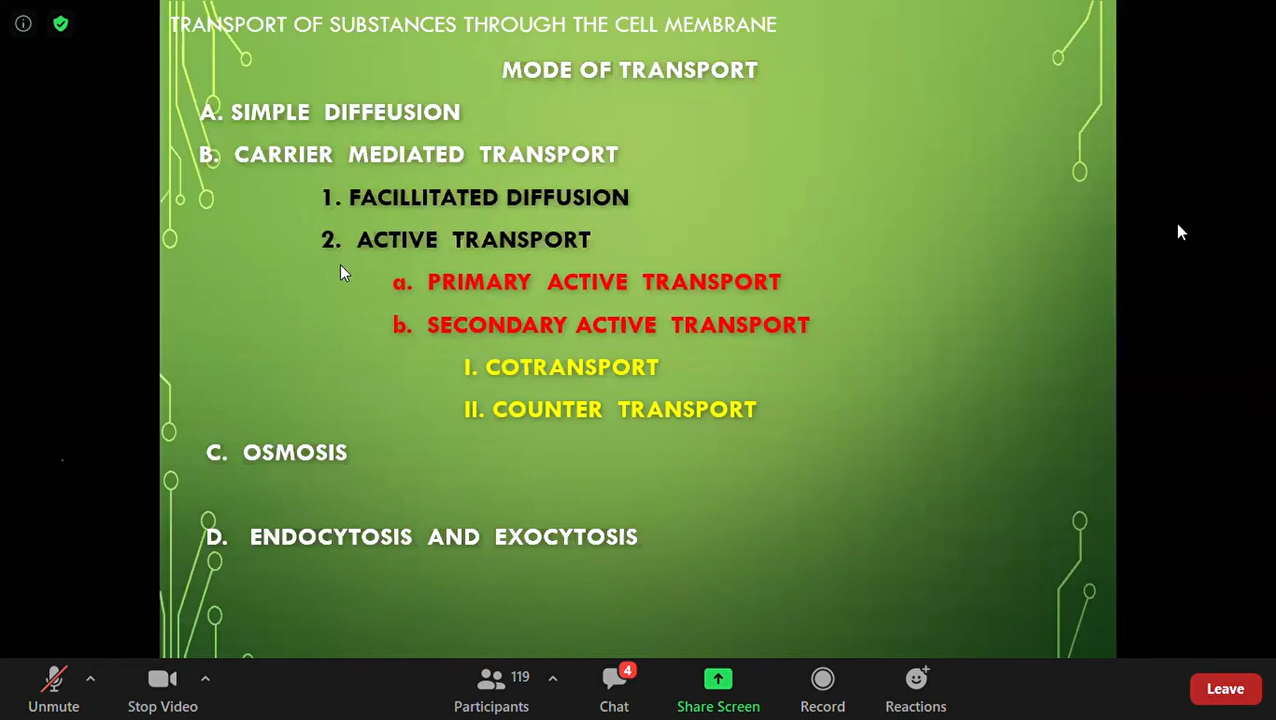 TRANSPORT OF SUBSTANCES THROUGH THE CELL MEMBRANE
MODE OF TRANSPORT
A. SIMPLE DIFFEUSION
B. CARRIER MEDIATED TRANSPORT
1. FACILLITATED DIFFUSION
2. ACTIVE TRANSPORT
a. PRIMARY ACTIVE TRANSPORT
b. SECONDARY ACTIVE TRANSPORT
I. COTRANSPORT
II. COUNTER TRANSPORT
C. OSMOSIS
D. ENDOCYTOSIS AND EXOCYTOSIS
119
4
Unmute Stop Video Participants Chat Share Screen Record Reactions Leave